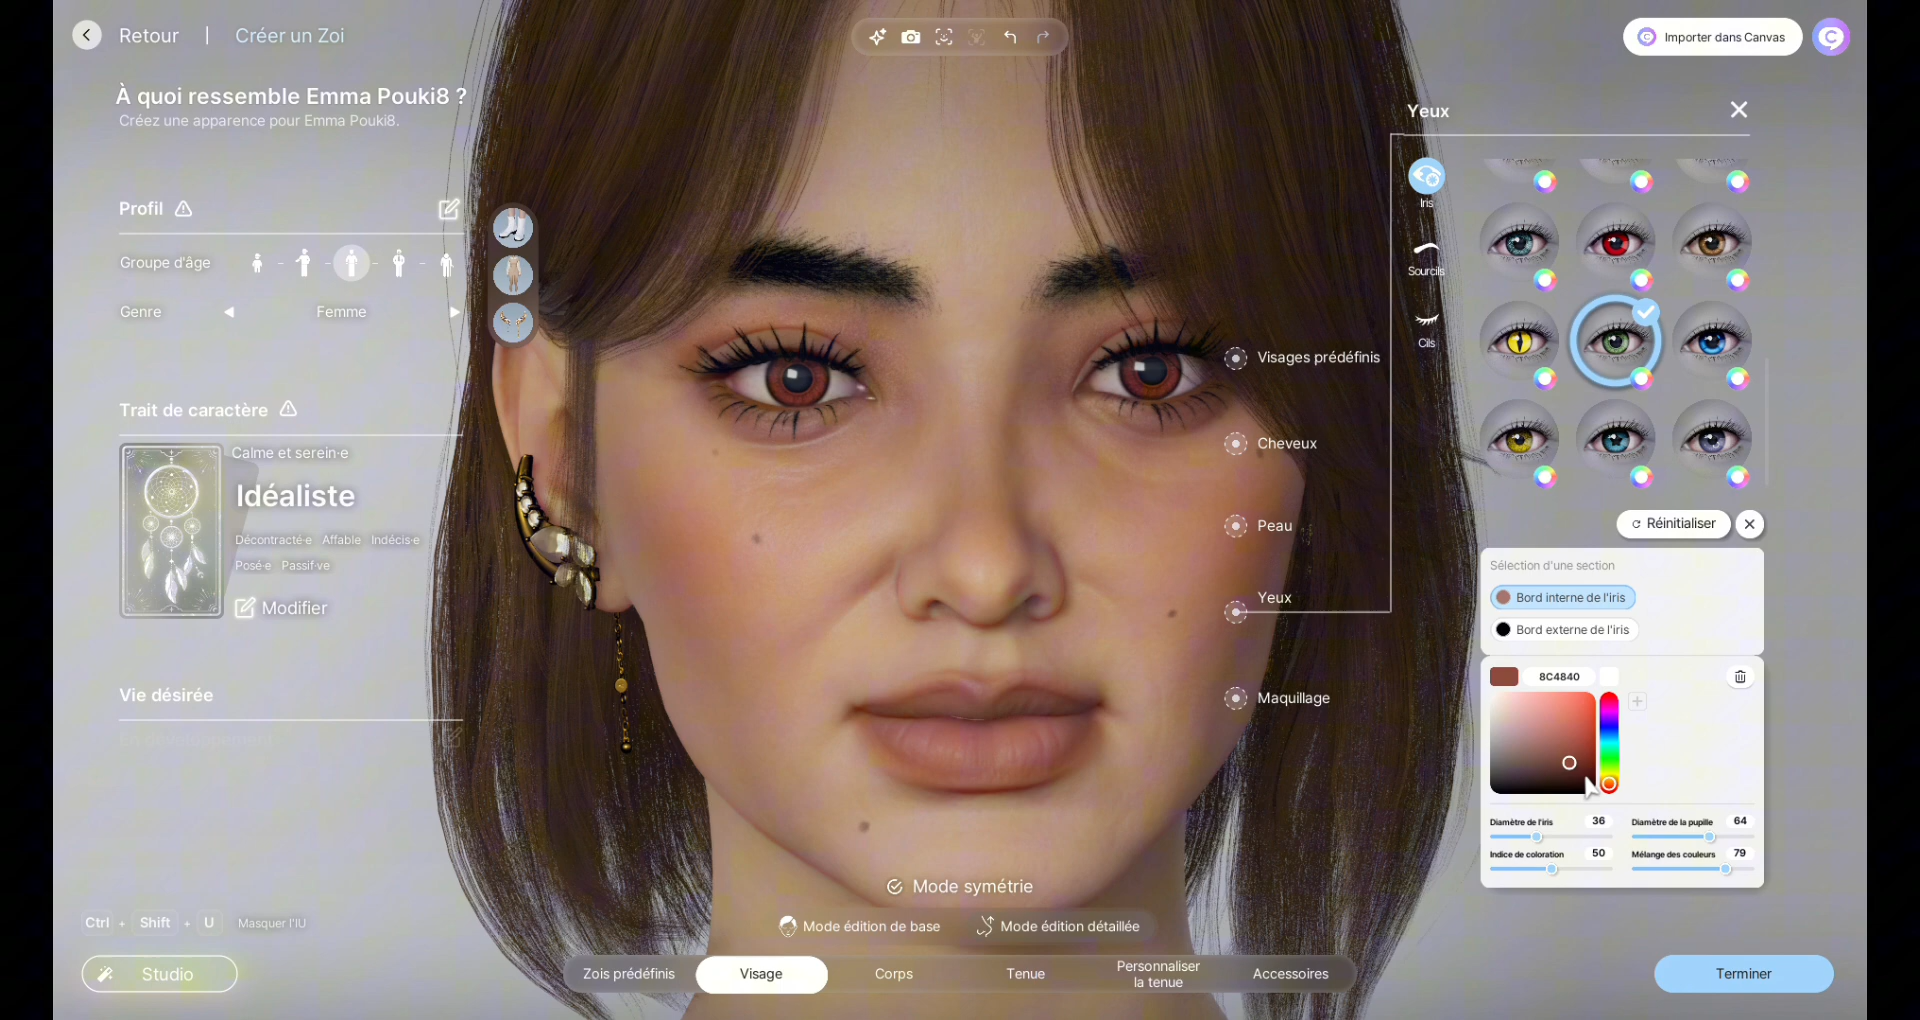 Retour | Créer un Zoi
Importer dans Canvas
À quoi ressemble Emma Pouki8 ?
Créez une apparence pour Emma Pouki8.
Profil
Groupe d'âge
Genre
Femme
Trait de caractère
Calme et serein·e
Idéaliste
Décontracté·e Affable Indécis·e
Posé·e Passif·ve
Modifier
Vie désirée
En développement
Ctrl + Shift + U Masquer l'IU
Studio
Visages prédéfinis
Cheveux
Peau
Yeux
Maquillage
Mode symétrie
Mode édition de base
Mode édition détaillée
Zois prédéfinis
Visage
Corps
Tenue
Personnaliser
la tenue
Accessoires
Yeux
Iris
Sourcils
Cils
Réinitialiser
Sélection d'une section
Bord interne de l'iris
Bord externe de l'iris
8C4840
Diamètre de l'iris 36
Diamètre de la pupille 64
Indice de coloration 50
Mélange des couleurs 79
Terminer